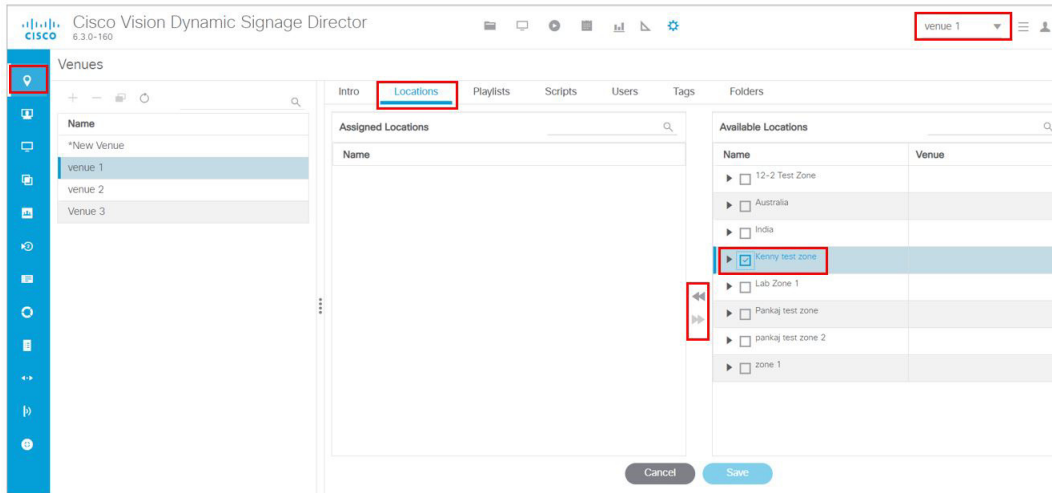 CISCO
Cisco Vision Dynamic Signage Director
6.3.0-160
venue 1
Venues
Intro Locations Playlists Scripts Users Tags Folders
Name
*New Venue
venue 1
venue 2
Venue 3
Assigned Locations
Name
Available Locations
Name Venue
12-2 Test Zone
Australia
India
Kenny test zone
Lab Zone 1
Pankaj test zone
pankaj test zone 2
zone 1
Cancel Save